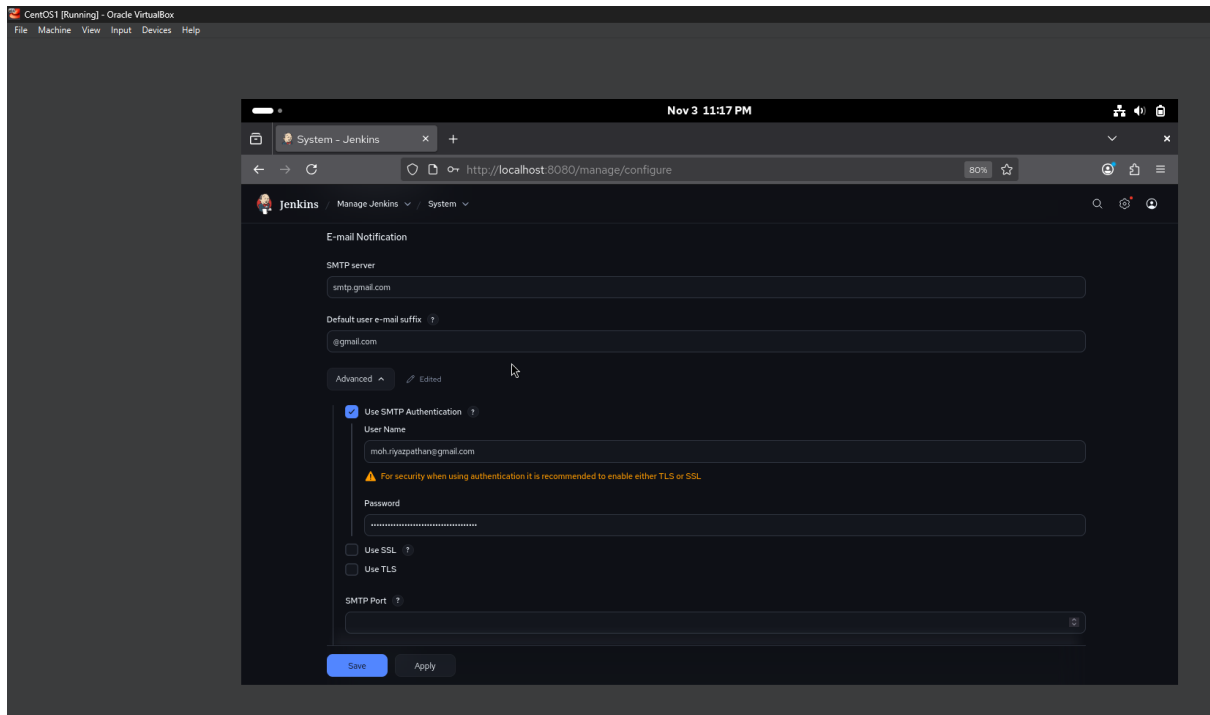 CentOS1 [Running] - Oracle VirtualBox
File Machine View Input Devices Help
Nov 3 11:17 PM
System - Jenkins
http://localhost:8080/manage/configure
80%
Jenkins / Manage Jenkins / System
E-mail Notification
SMTP server
smtp.gmail.com
Default user e-mail suffix ?
@gmail.com
Advanced Edited
Use SMTP Authentication ?
User Name
moh.riyazpathan@gmail.com
For security when using authentication it is recommended to enable either TLS or SSL
Password
Use SSL ?
Use TLS
SMTP Port ?
Save Apply